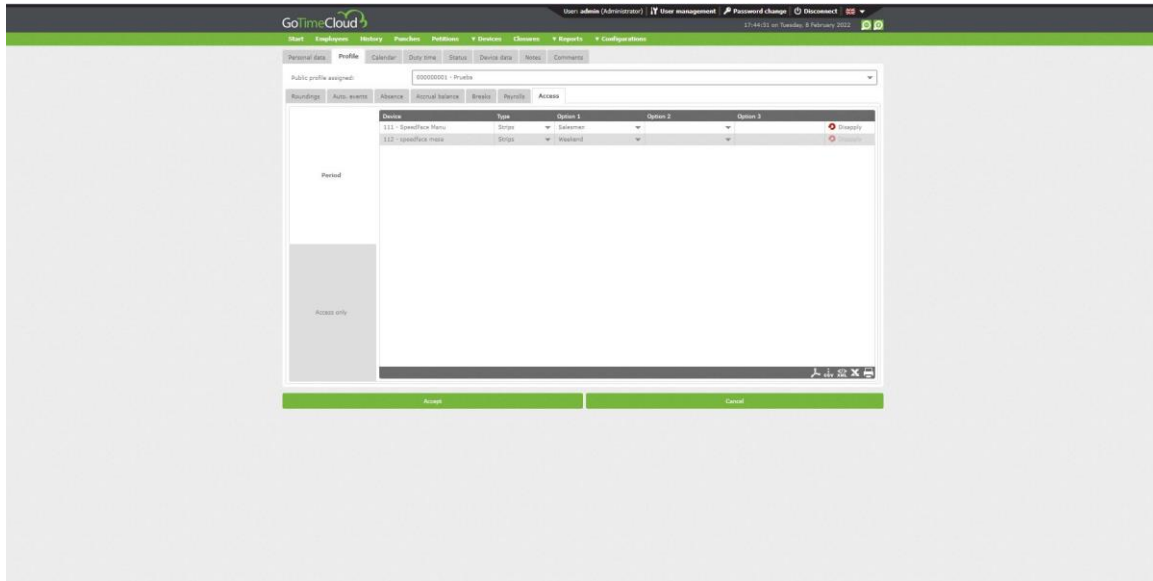 GoTimeCloud
User: admin (Administrator) User management Password change Disconnect
17:44:51 on Tuesday, 8 February 2022
Start Employees History Punches Petitions ▼ Devices Closures ▼ Reports ▼ Configurations
Personal data Profile Calendar Duty time Status Device data Notes Comments
Public profile assigned: 000000001 - Prueba
Roundings Auto. events Absence Accrual balance Breaks Payrolls Access
Device Type Option 1 Option 2 Option 3
111 - Speedface Manu Strips Salesmen Disapply
112 - speedface masa Strips Weekend Disapply
Period
Access only
CSV XML
Accept Cancel